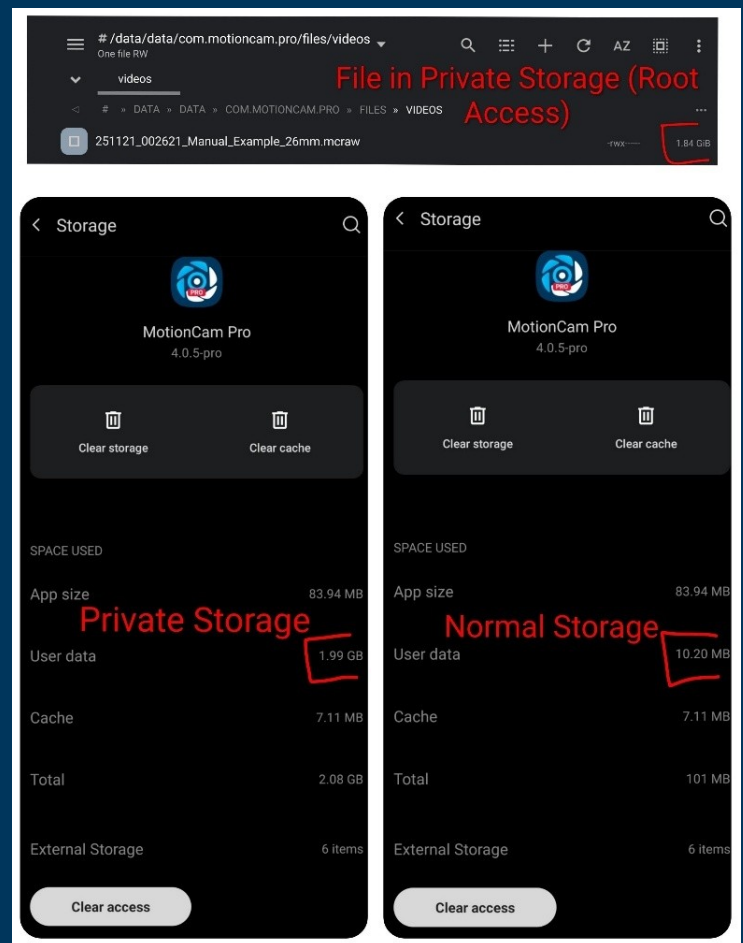 # /data/data/com.motioncam.pro/files/videos
One file RW
AZ
videos
File in Private Storage (Root Access)
# » DATA » DATA » COM.MOTIONCAM.PRO » FILES » VIDEOS
251121_002621_Manual_Example_26mm.mcraw
-rwx------
1.84 GiB
Storage
PRO
MotionCam Pro
4.0.5-pro
Clear storage
Clear cache
SPACE USED
App size
83.94 MB
Private Storage
User data
1.99 GB
Cache
7.11 MB
Total
2.08 GB
External Storage
6 items
Clear access
Storage
PRO
MotionCam Pro
4.0.5-pro
Clear storage
Clear cache
SPACE USED
App size
83.94 MB
Normal Storage
User data
10.20 MB
Cache
7.11 MB
Total
101 MB
External Storage
6 items
Clear access